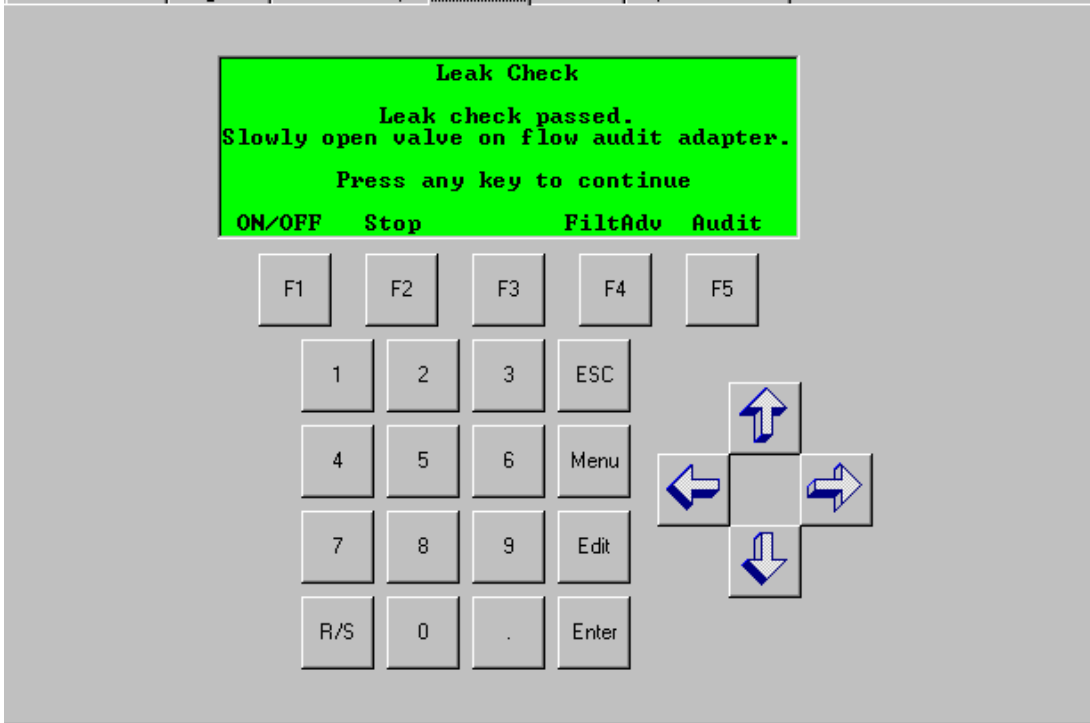 Leak Check
Leak check passed.
Slowly open valve on flow audit adapter.
Press any key to continue
ON/OFF Stop FiltAdv Audit
F1 F2 F3 F4 F5
1 2 3 ESC
4 5 6 Menu
7 8 9 Edit
R/S 0 . Enter